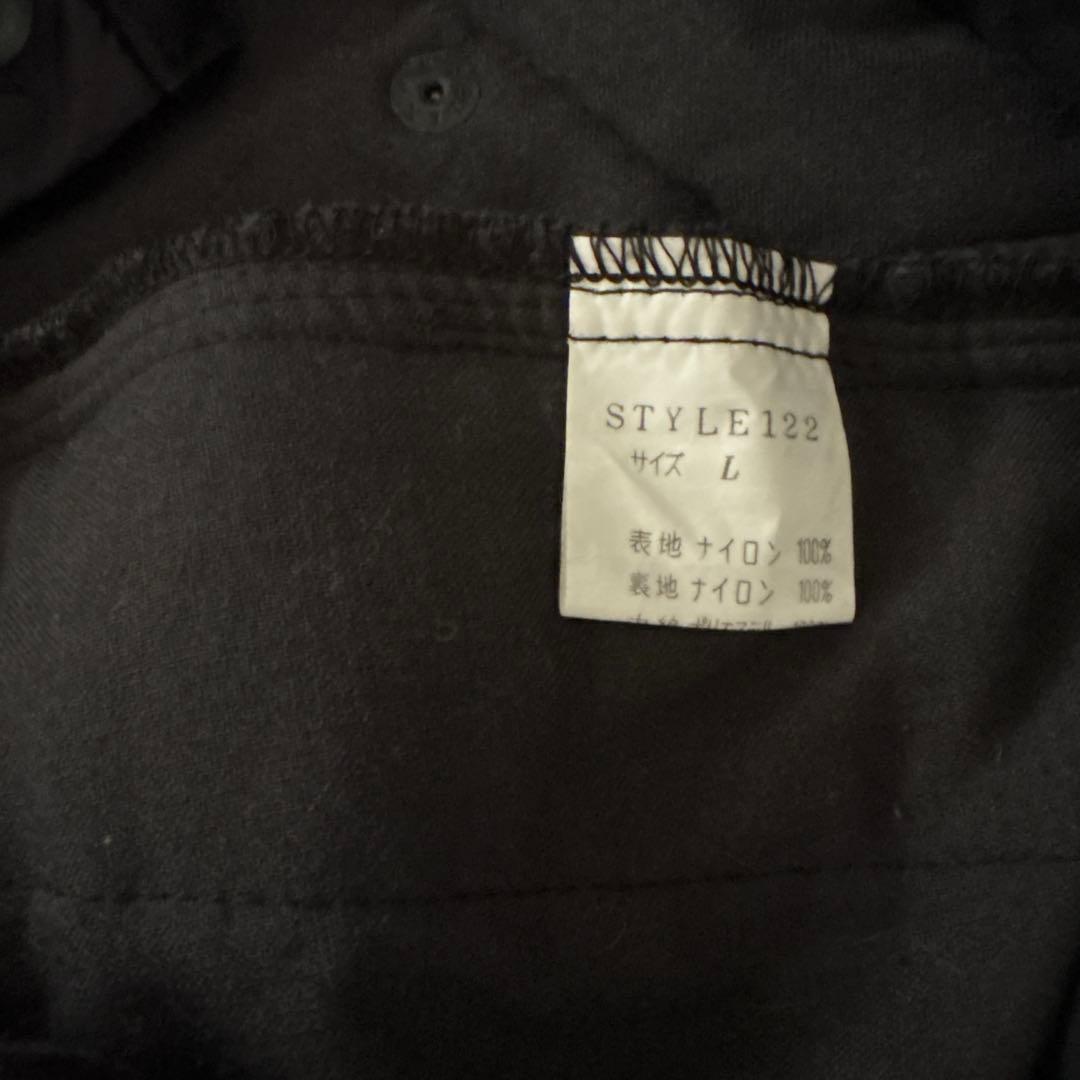 STYLE122
サイズ L
表地 ナイロン 100%
裏地 ナイロン 100%